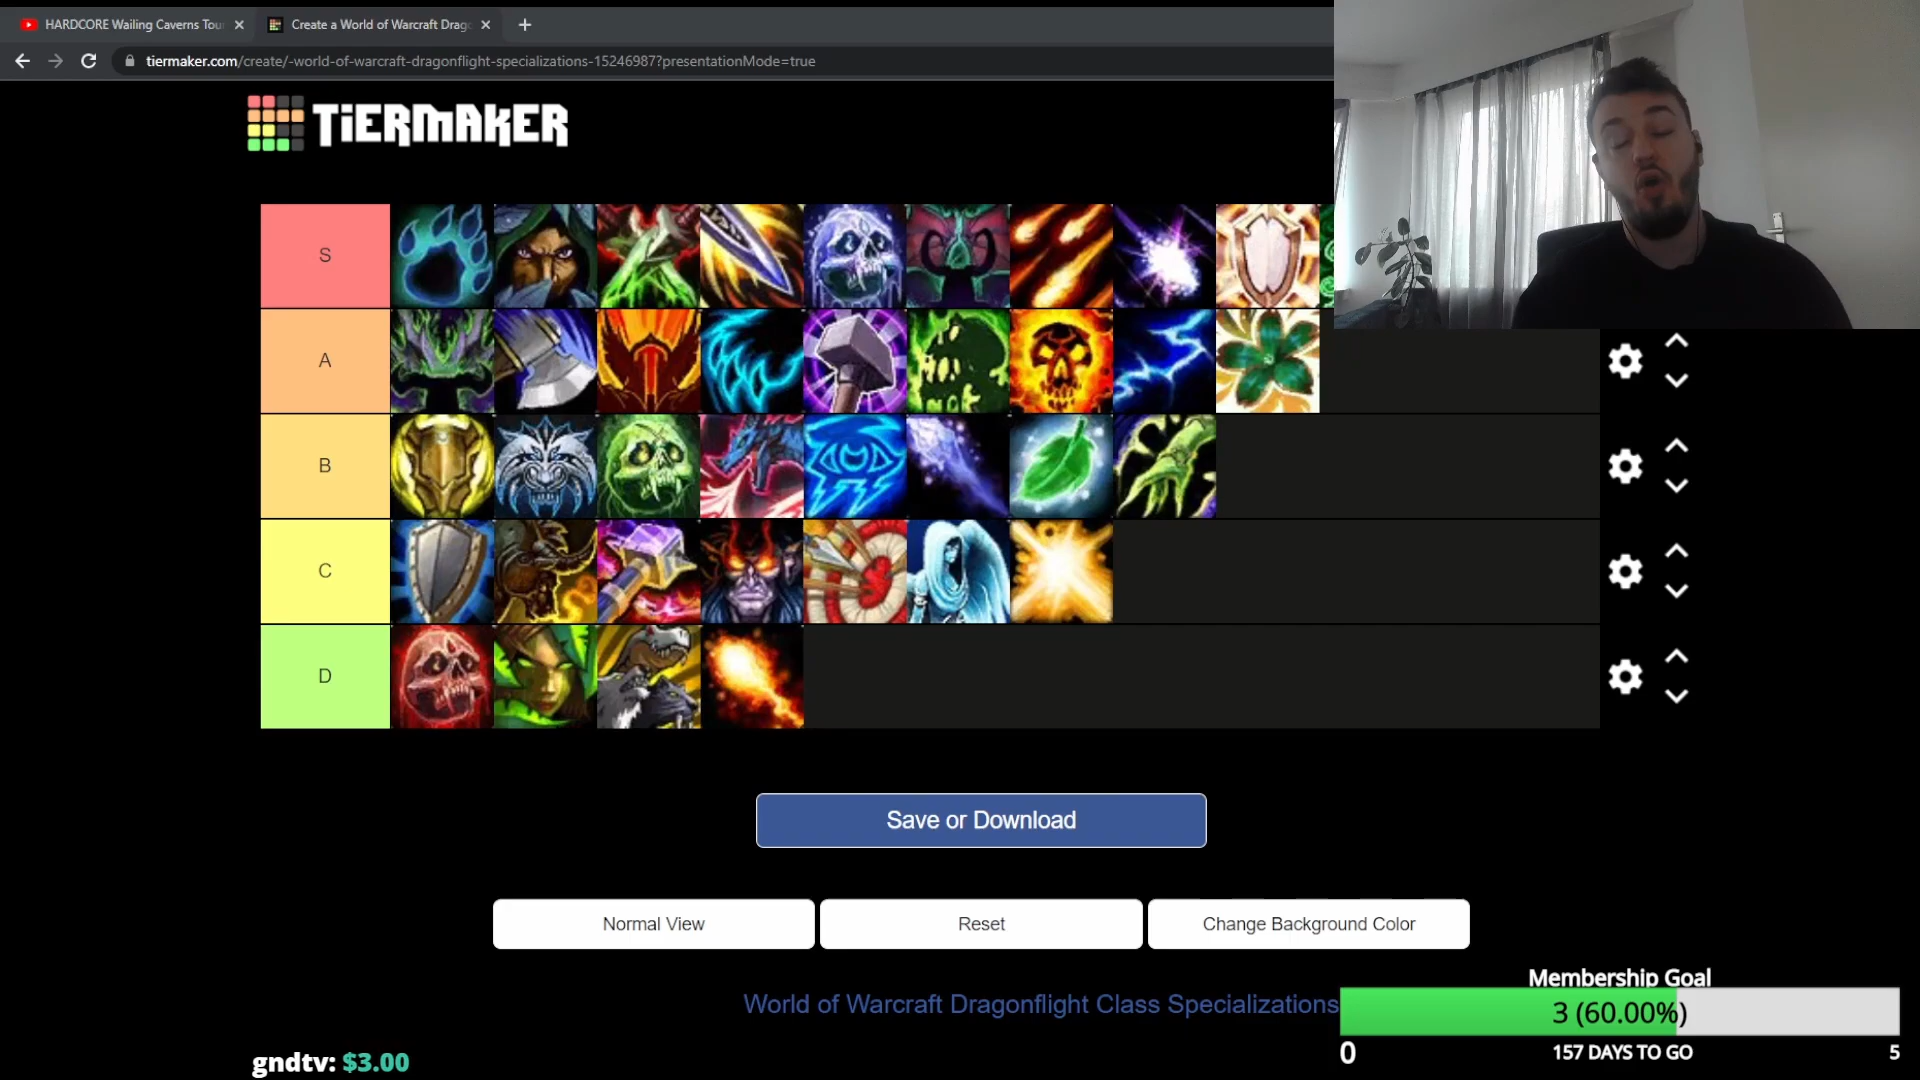 HARDCORE Wailing Caverns Tou
Create a World of Warcraft Drag
tiermaker.com/create/-world-of-warcraft-dragonflight-specializations-15246987?presentationMode=true
TiERMAKER
S
A
B
C
D
Save or Download
Normal View
Reset
Change Background Color
World of Warcraft Dragonflight Class Specializations
Membership Goal
3 (60.00%)
0
157 DAYS TO GO
5
gndtv: $3.00